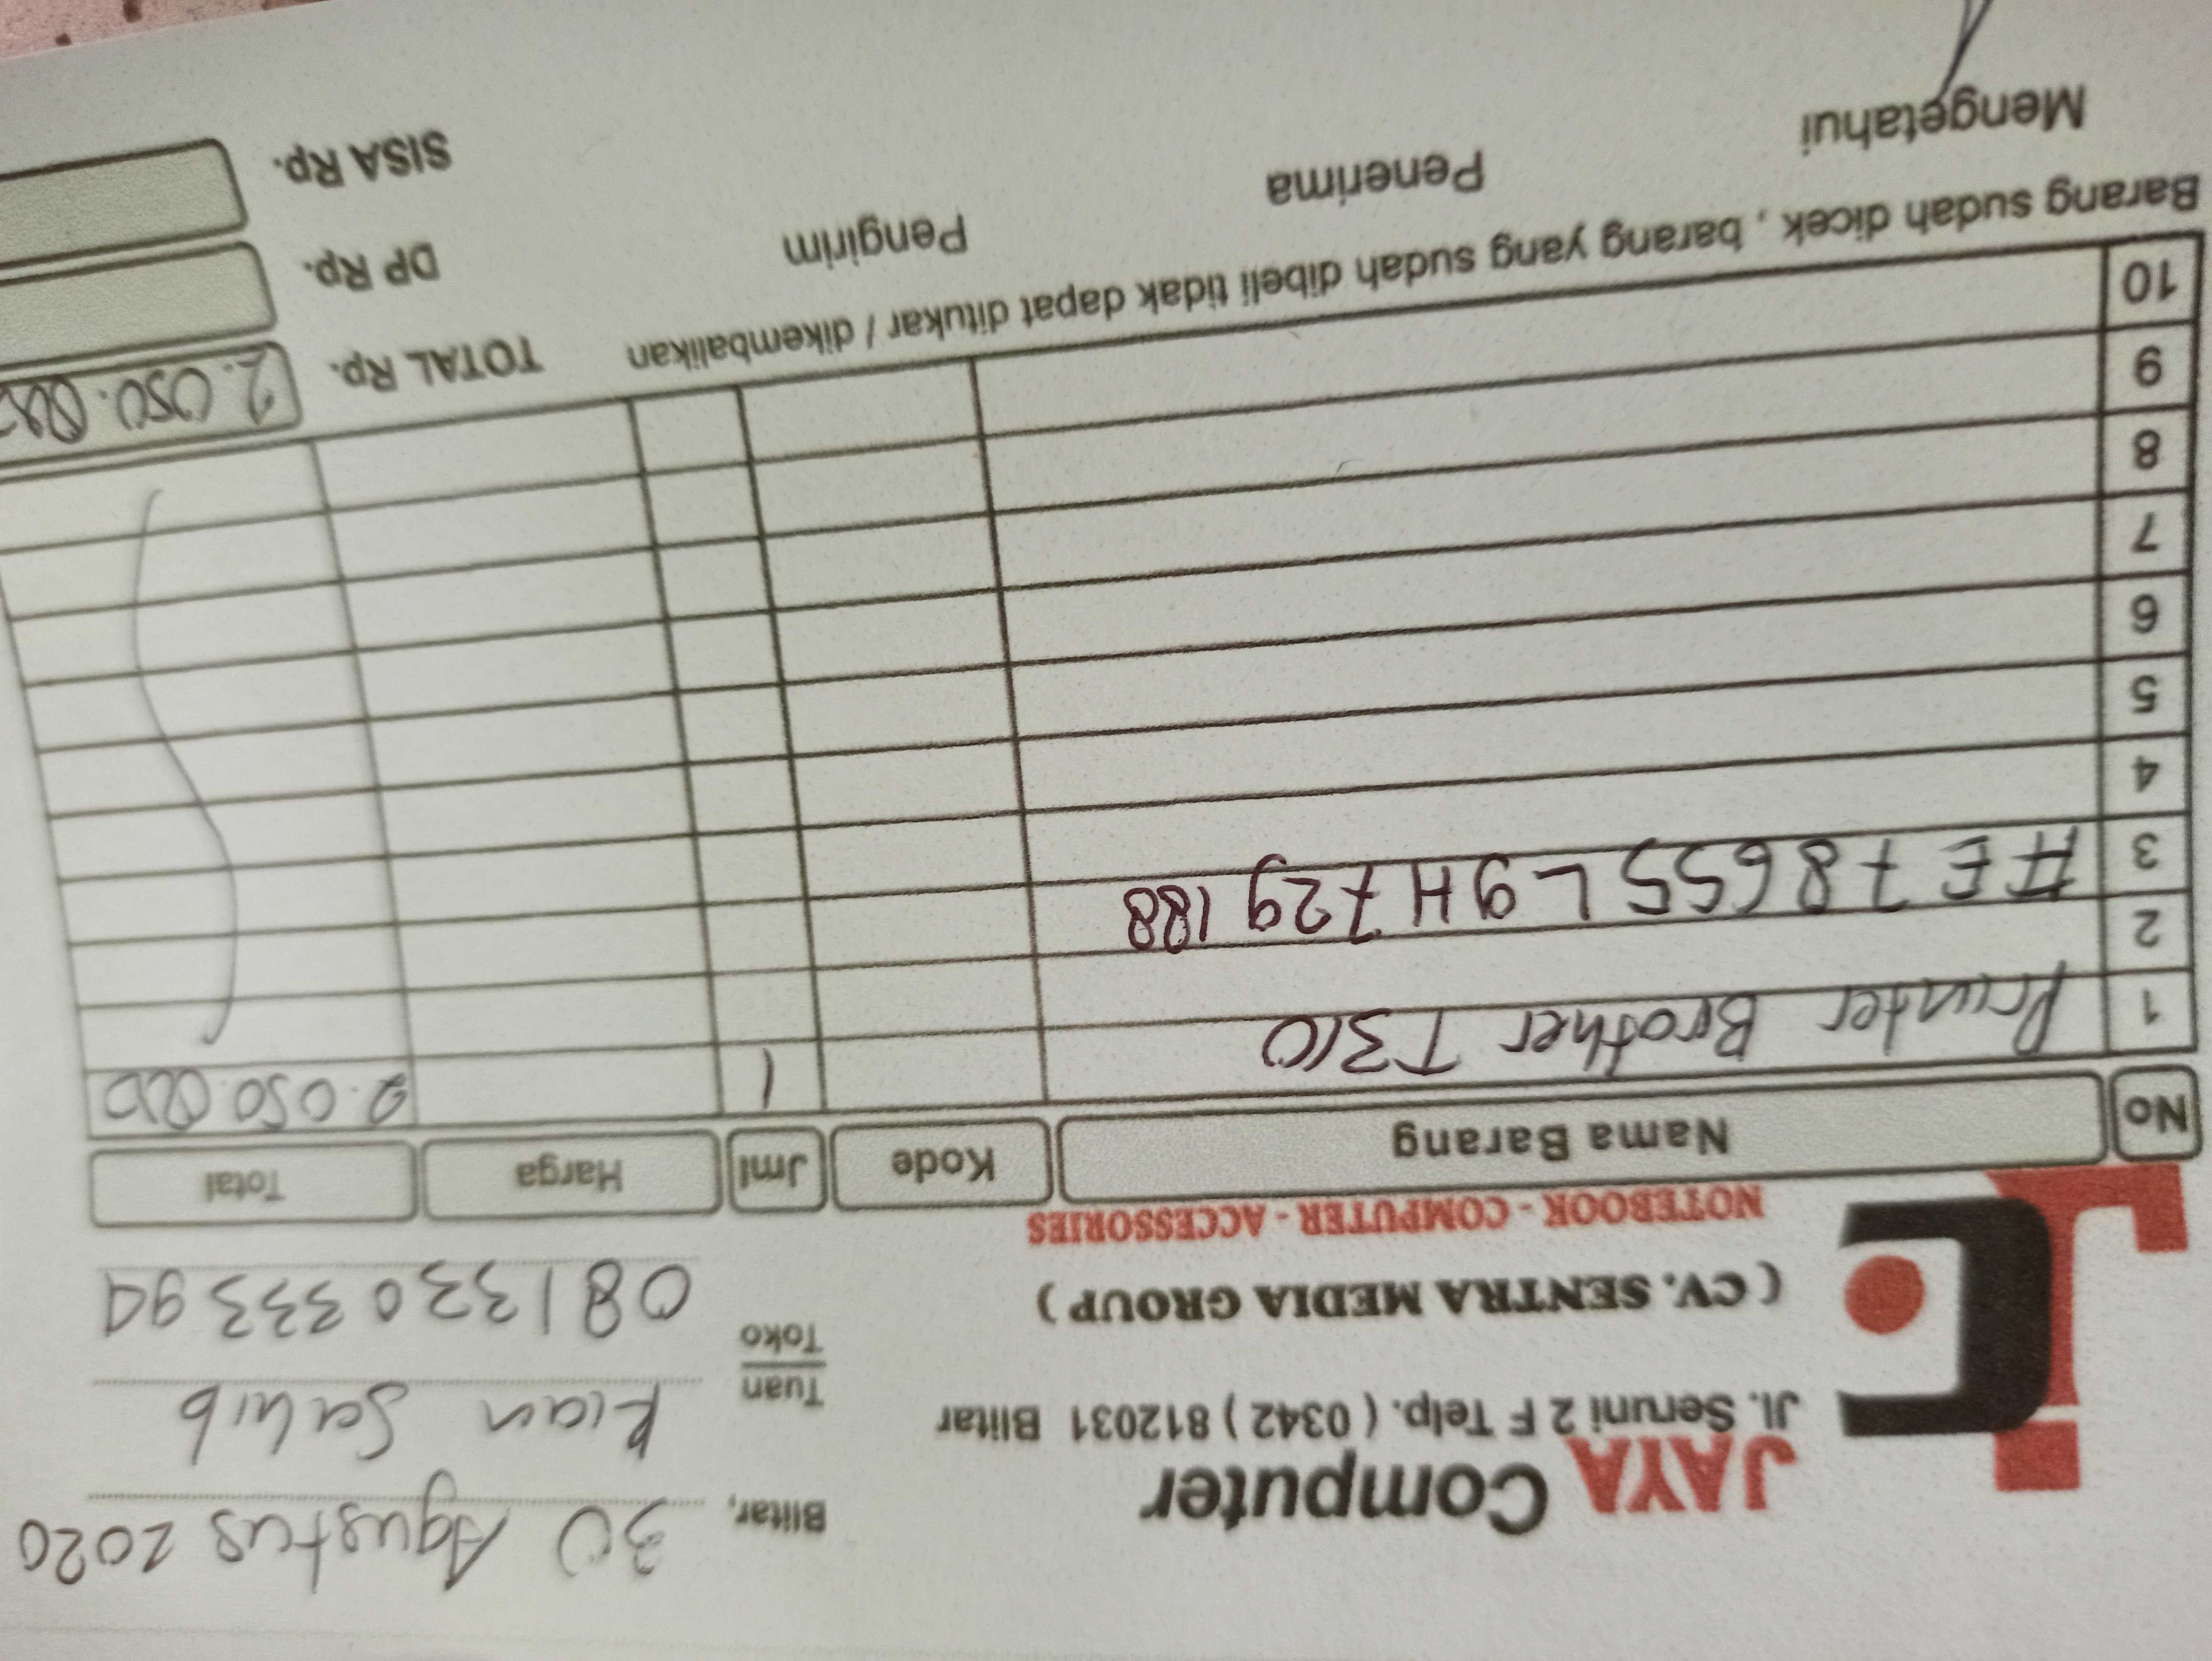 JAYA Computer
Jl. Seruni 2 F Telp. ( 0342 ) 812031 Blitar
( CV. SENTRA MEDIA GROUP )
NOTEBOOK - COMPUTER - ACCESSORIES
Blitar, 30 Agustus 2020
Tuan
Toko
081330333
No Nama Barang Kode Jml Harga Total
1 Printer Brother T310 1 2.050.000
2
3 #E78655L9H729188
4
5
6
7
8
9
10
Barang sudah dicek , barang yang sudah dibeli tidak dapat ditukar / dikembalikan
TOTAL Rp. 2.050.000
DP Rp.
SISA Rp.
Mengetahui Penerima Pengirim